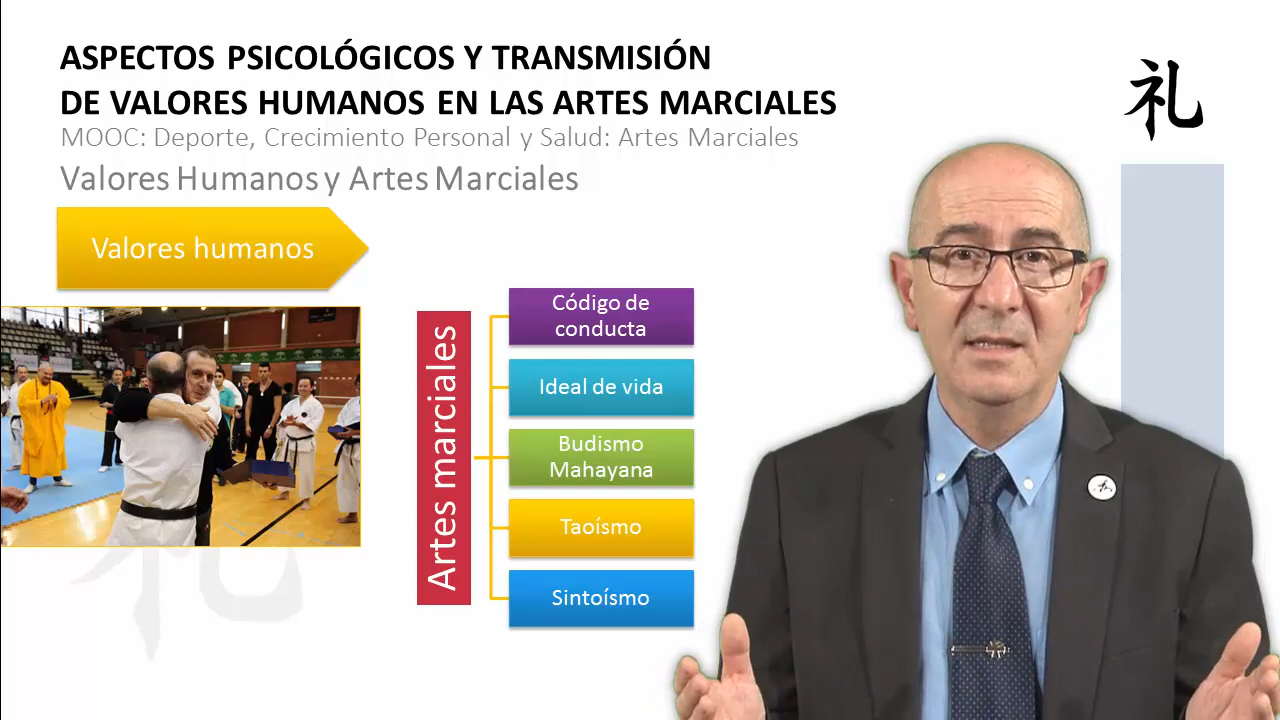 ASPECTOS PSICOLÓGICOS Y TRANSMISIÓN
DE VALORES HUMANOS EN LAS ARTES MARCIALES
礼
MOOC: Deporte, Crecimiento Personal y Salud: Artes Marciales
Valores Humanos y Artes Marciales
Valores humanos
Artes marciales
Código de
conducta
Ideal de vida
Budismo
Mahayana
Taoísmo
Sintoísmo
礼